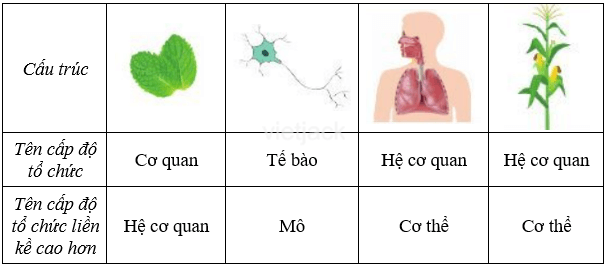 Cấu trúc
vietjack
Tên cấp độ
tổ chức
Cơ quan
Tế bào
Hệ cơ quan
Hệ cơ quan
Tên cấp độ
tổ chức liền
kề cao hơn
Hệ cơ quan
Mô
Cơ thể
Cơ thể